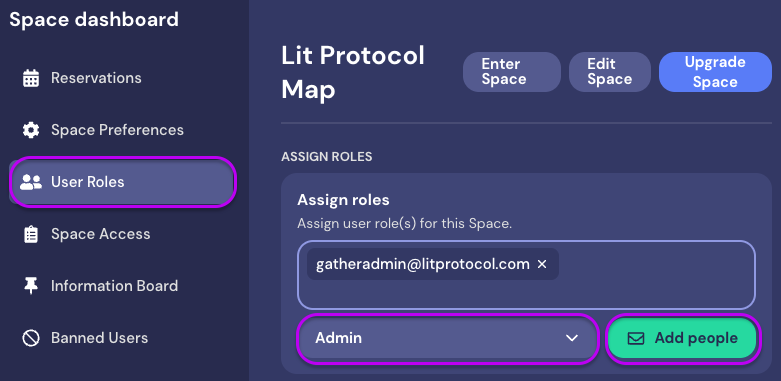 Space dashboard
Reservations
Space Preferences
User Roles
Space Access
Information Board
Banned Users
Lit Protocol
Map
Enter
Space
Edit
Space
Upgrade
Space
ASSIGN ROLES
Assign roles
Assign user role(s) for this Space.
gatheradmin@litprotocol.com ×
Admin
Add people